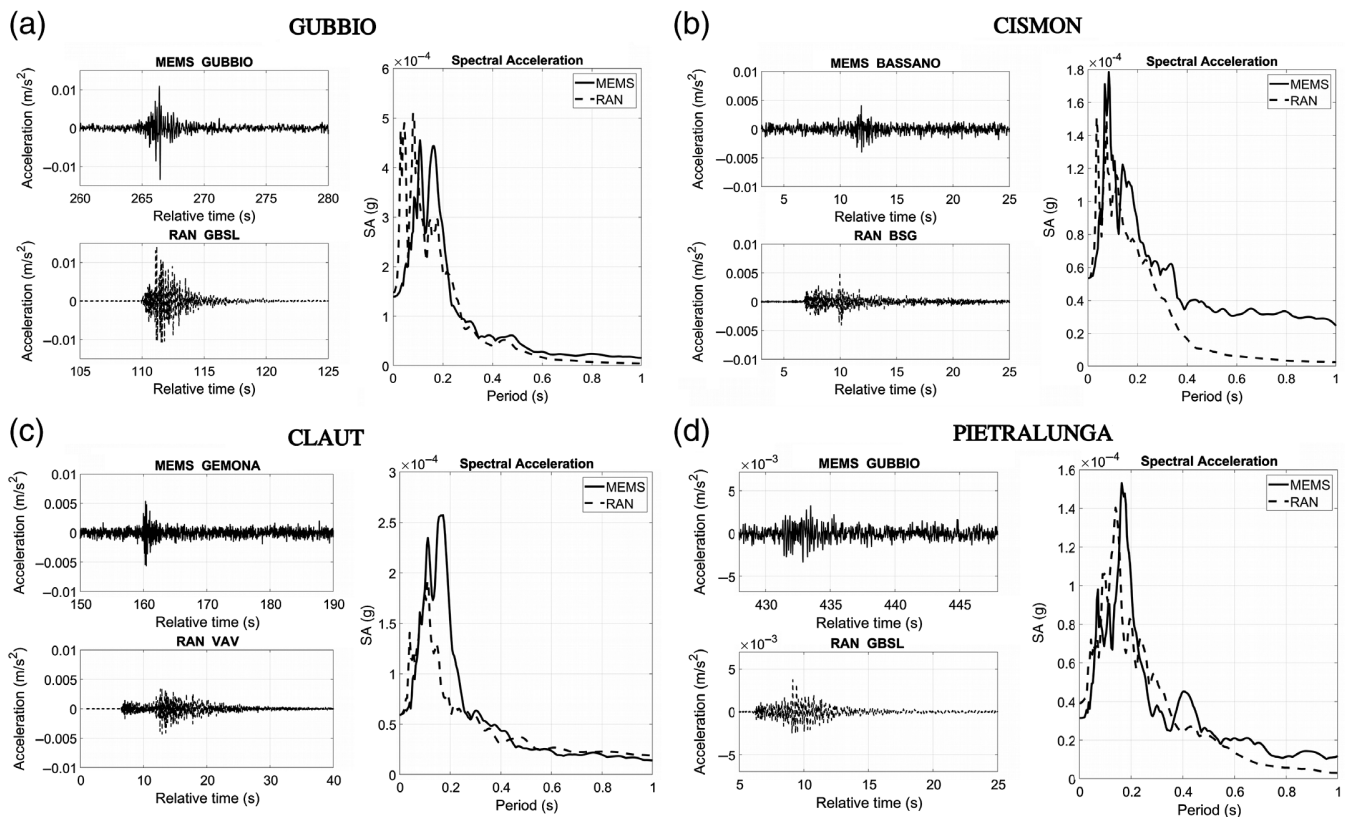 (a)
GUBBIO
MEMS GUBBIO
Acceleration (m/s2)
0.01
0
−0.01
260 265 270 275 280
Relative time (s)
RAN GBSL
Acceleration (m/s2)
0.01
0
−0.01
105 110 115 120 125
Relative time (s)
×10−4 Spectral Acceleration
MEMS
RAN
SA (g)
6
5
4
3
2
1
0
0 0.2 0.4 0.6 0.8 1
Period (s)
(b)
CISMON
MEMS BASSANO
Acceleration (m/s2)
0.01
0.005
0
−0.005
−0.01
5 10 15 20 25
Relative time (s)
RAN BSG
Acceleration (m/s2)
0.01
0.005
0
−0.005
−0.01
5 10 15 20 25
Relative time (s)
×10−4 Spectral Acceleration
MEMS
RAN
SA (g)
1.8
1.6
1.4
1.2
1
0.8
0.6
0.4
0.2
0
0 0.2 0.4 0.6 0.8 1
Period (s)
(c)
CLAUT
MEMS GEMONA
Acceleration (m/s2)
0.01
0.005
0
−0.005
−0.01
150 160 170 180 190
Relative time (s)
RAN VAV
Acceleration (m/s2)
0.01
0.005
0
−0.005
−0.01
0 10 20 30 40
Relative time (s)
×10−4 Spectral Acceleration
MEMS
RAN
SA (g)
3
2.5
2
1.5
1
0.5
0
0 0.2 0.4 0.6 0.8 1
Period (s)
(d)
PIETRALUNGA
×10−3
MEMS GUBBIO
Acceleration (m/s2)
5
0
−5
430 435 440 445
Relative time (s)
×10−3
RAN GBSL
Acceleration (m/s2)
5
0
−5
5 10 15 20 25
Relative time (s)
×10−4 Spectral Acceleration
MEMS
RAN
SA (g)
1.6
1.4
1.2
1
0.8
0.6
0.4
0.2
0
0 0.2 0.4 0.6 0.8 1
Period (s)